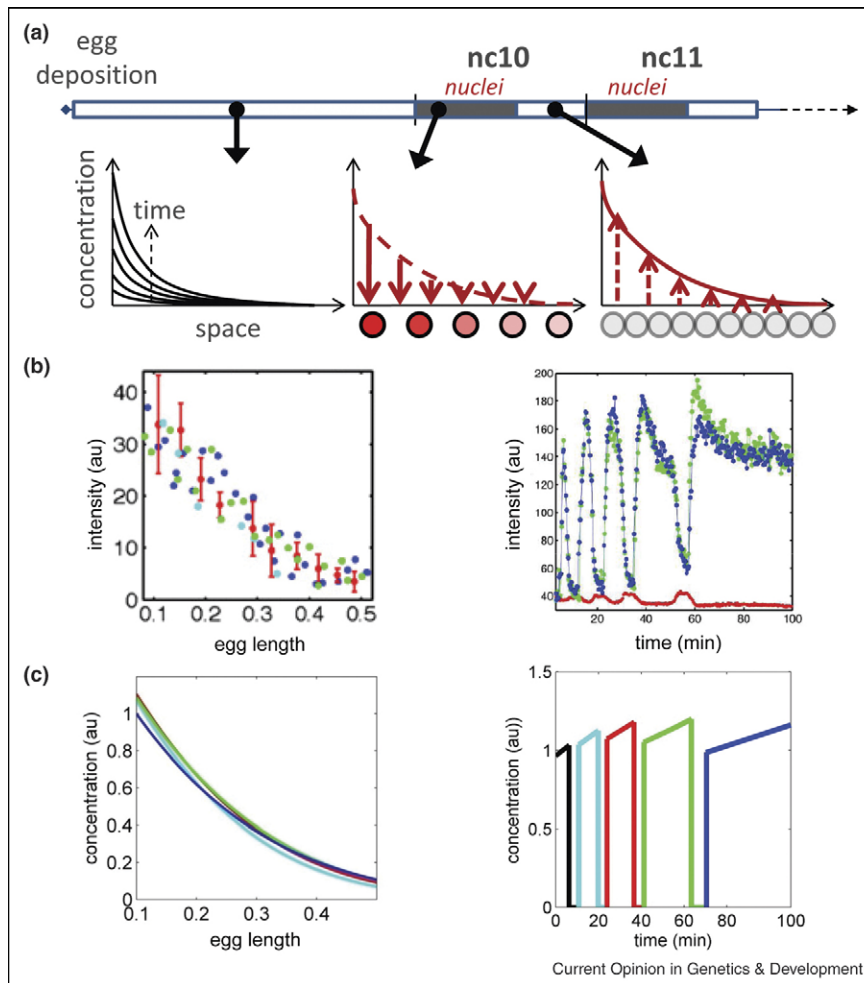 (a)
egg
deposition
nc10
nuclei
nc11
nuclei
concentration
time
space
(b)
40
30
20
10
0
0.1 0.2 0.3 0.4 0.5
intensity (au)
egg length
200
180
160
140
120
100
80
60
40
20 40 60 80 100
intensity (au)
time (min)
(c)
1
0.8
0.6
0.4
0.2
0
0.1 0.2 0.3 0.4
concentration (au)
egg length
1.5
1
0.5
0
0 20 40 60 80 100
concentration (au))
time (min)
Current Opinion in Genetics & Development